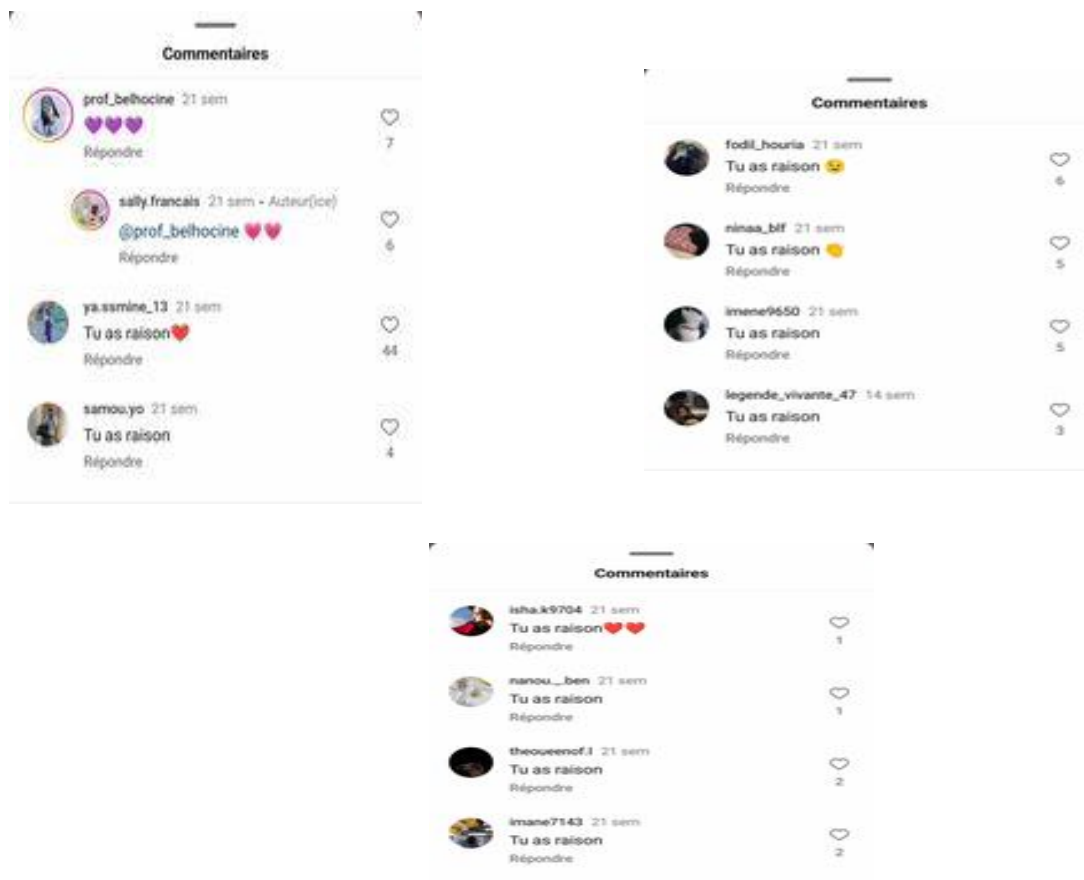 Commentaires
prof_belhocine 21 sem
💜💜💜
7
Répondre
sally.francais 21 sem • Auteur(ice)
@prof_belhocine 💗💗
6
Répondre
ya.ssmine_13 21 sem
Tu as raison❤️
44
Répondre
samou.yo 21 sem
Tu as raison
4
Répondre
Commentaires
fodil_houria 21 sem
Tu as raison 😉
6
Répondre
ninaa_blf 21 sem
Tu as raison 👏
5
Répondre
imene9650 21 sem
Tu as raison
5
Répondre
legende_vivante_47 14 sem
Tu as raison
3
Répondre
Commentaires
isha.k9704 21 sem
Tu as raison❤️❤️
1
Répondre
nanou._.ben 21 sem
Tu as raison
1
Répondre
theoueenof.l 21 sem
Tu as raison
2
Répondre
imane7143 21 sem
Tu as raison
2
Répondre